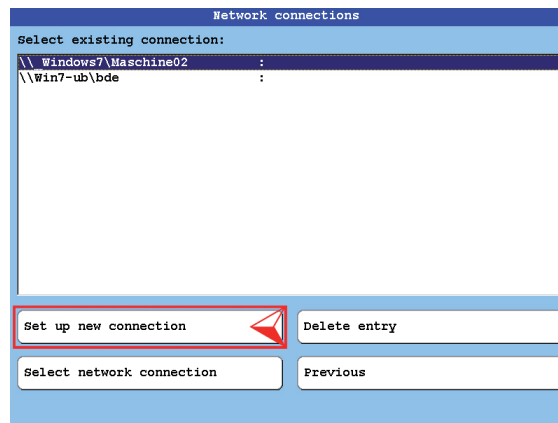 Network connections
Select existing connection:
\\_Windows7\Maschine02 :
\\Win7-ub\bde :
Set up new connection
Delete entry
Select network connection
Previous